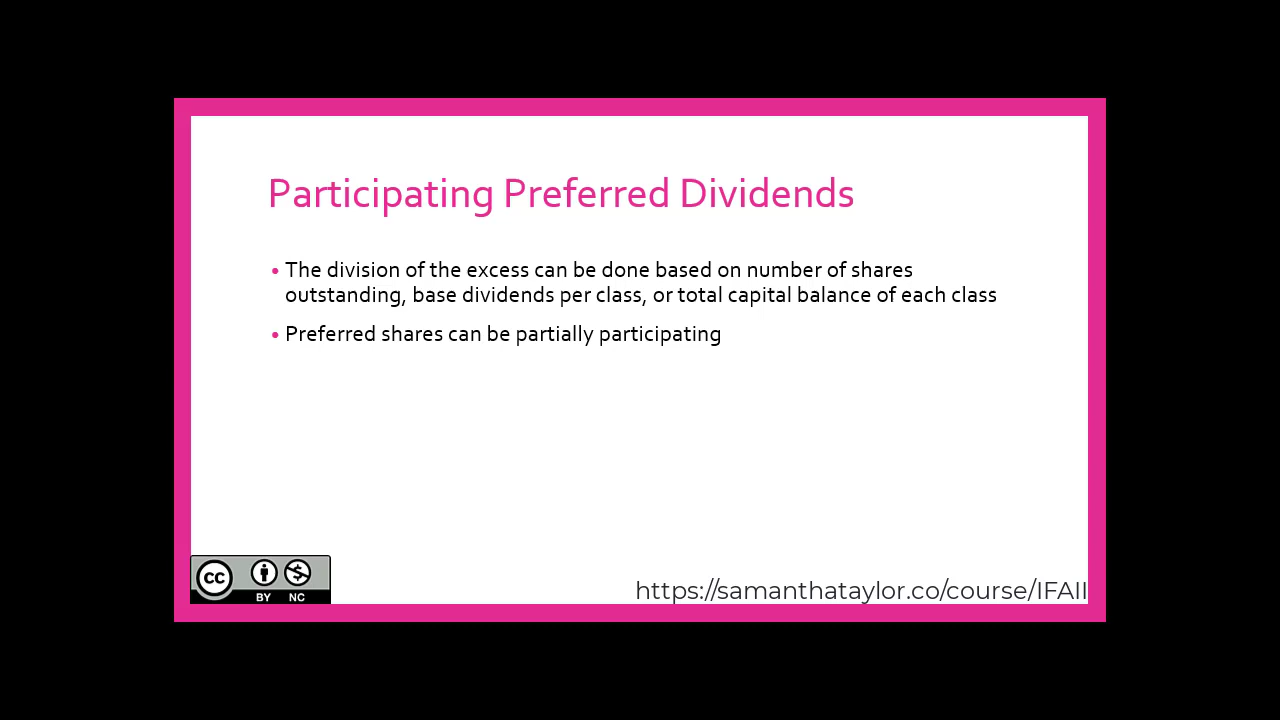 Participating Preferred Dividends
• The division of the excess can be done based on number of shares
outstanding, base dividends per class, or total capital balance of each class
• Preferred shares can be partially participating
cc
BY NC
https://samanthataylor.co/course/IFAII